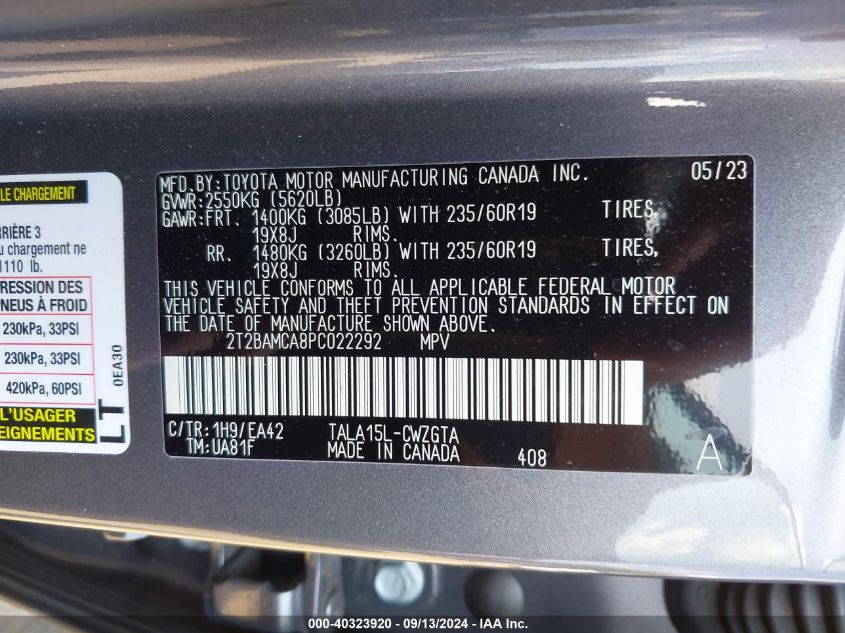 LE CHARGEMENT
RIÈRE 3
u chargement ne
1110 lb.
RESSION DES
NEUS À FROID
230kPa, 33PSI
230kPa, 33PSI
420kPa, 60PSI
L'USAGER
EIGNEMENTS
LT
0EA30
MFD. BY:TOYOTA MOTOR MANUFACTURING CANADA INC. 05/23
GVWR:2550KG (5620LB)
GAWR:FRT. 1400KG (3085LB) WITH 235/60R19 TIRES,
19X8J RIMS.
RR. 1480KG (3260LB) WITH 235/60R19 TIRES,
19X8J RIMS.
THIS VEHICLE CONFORMS TO ALL APPLICABLE FEDERAL MOTOR
VEHICLE SAFETY AND THEFT PREVENTION STANDARDS IN EFFECT ON
THE DATE OF MANUFACTURE SHOWN ABOVE.
2T2BAMCA8PC022292 MPV
C/TR:1H9/EA42 TALA15L-CWZGTA
TM:UA81F MADE IN CANADA 408 A
000-40323920 - 09/13/2024 - IAA Inc.